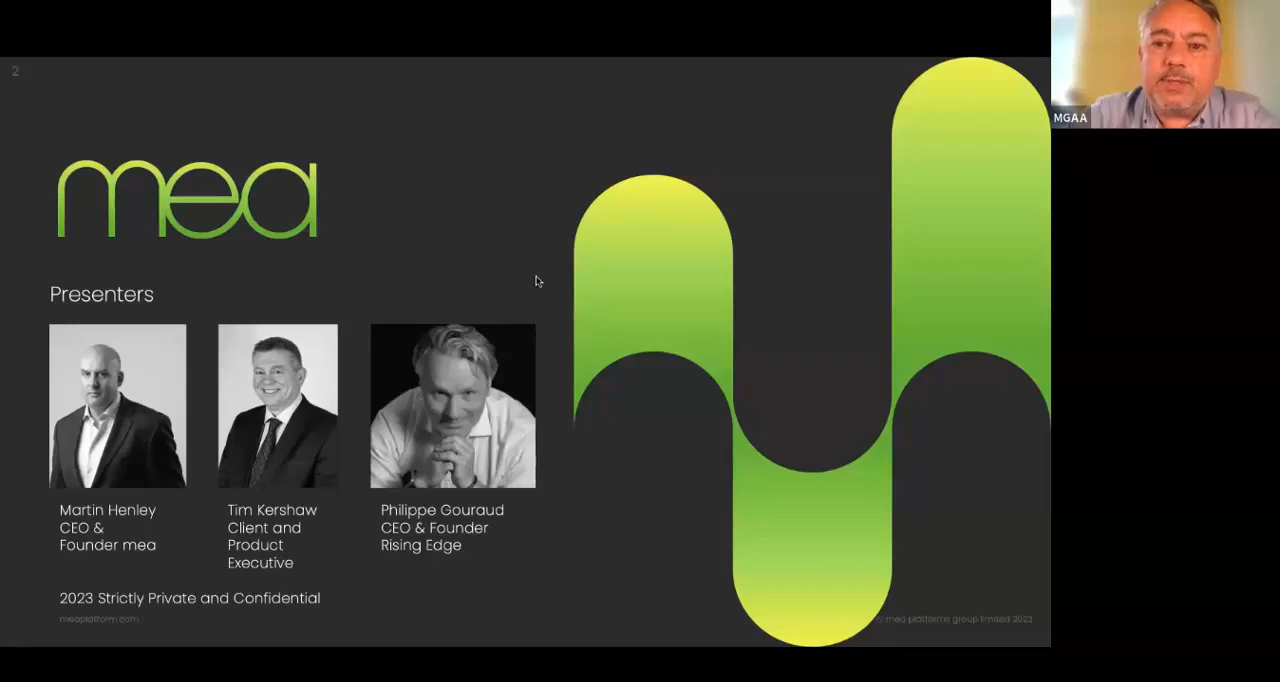 2
MGAA
mea
Presenters
Martin Henley
CEO &
Founder mea
Tim Kershaw
Client and
Product
Executive
Philippe Gouraud
CEO & Founder
Rising Edge
2023 Strictly Private and Confidential
meaplatform.com
© mea platforms group limited 2023